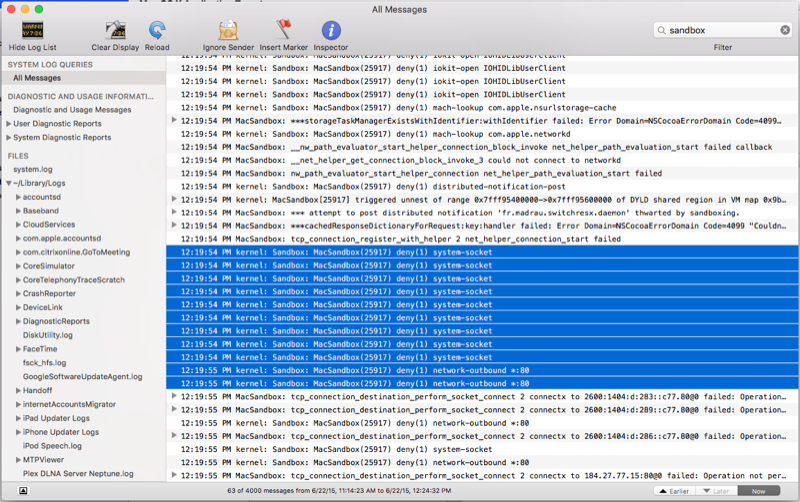 All Messages
Hide Log List
Clear Display
Reload
Ignore Sender
Insert Marker
Inspector
sandbox
Filter
SYSTEM LOG QUERIES
All Messages
DIAGNOSTIC AND USAGE INFORMATI...
Diagnostic and Usage Messages
User Diagnostic Reports
System Diagnostic Reports
FILES
system.log
~/Library/Logs
accountsd
Baseband
CloudServices
com.apple.accountsd
com.citrixonline.GoToMeeting
CoreSimulator
CoreTelephonyTraceScratch
CrashReporter
DeviceLink
DiagnosticReports
DiskUtility.log
FaceTime
fsck_hfs.log
GoogleSoftwareUpdateAgent.log
Handoff
internetAccountsMigrator
iPad Updater Logs
iPhone Updater Logs
iPod Speech.log
MTPViewer
Plex DLNA Server Neptune.log
12:19:54 PM kernel: Sandbox: MacSandbox(25917) deny(1) iokit-open IOHIDLibUserClient
12:19:54 PM kernel: Sandbox: MacSandbox(25917) deny(1) iokit-open IOHIDLibUserClient
12:19:54 PM kernel: Sandbox: MacSandbox(25917) deny(1) iokit-open IOHIDLibUserClient
12:19:54 PM kernel: Sandbox: MacSandbox(25917) deny(1) iokit-open IOHIDLibUserClient
12:19:54 PM kernel: Sandbox: MacSandbox(25917) deny(1) mach-lookup com.apple.nsurlstorage-cache
12:19:54 PM MacSandbox: ***storageTaskManagerExistsWithIdentifier:withIdentifier failed: Error Domain=NSCocoaErrorDomain Code=4099...
12:19:54 PM kernel: Sandbox: MacSandbox(25917) deny(1) mach-lookup com.apple.networkd
12:19:54 PM MacSandbox: __nw_path_evaluator_start_helper_connection_block_invoke net_helper_path_evaluation_start failed callback
12:19:54 PM MacSandbox: __net_helper_get_connection_block_invoke_3 could not connect to networkd
12:19:54 PM MacSandbox: nw_path_evaluator_start_helper_connection net_helper_path_evaluation_start failed
12:19:54 PM kernel: Sandbox: MacSandbox(25917) deny(1) distributed-notification-post
12:19:54 PM kernel: MacSandbox[25917] triggered unnest of range 0x7fff95400000->0x7fff95600000 of DYLD shared region in VM map 0x9b...
12:19:54 PM MacSandbox: *** attempt to post distributed notification 'fr.madrau.switchresx.daemon' thwarted by sandboxing.
12:19:54 PM MacSandbox: ***cachedResponseDictionaryForRequest:key:handler failed: Error Domain=NSCocoaErrorDomain Code=4099 "Couldn...
12:19:54 PM MacSandbox: tcp_connection_register_with_helper 2 net_helper_connection_start failed
12:19:54 PM kernel: Sandbox: MacSandbox(25917) deny(1) system-socket
12:19:54 PM kernel: Sandbox: MacSandbox(25917) deny(1) system-socket
12:19:54 PM kernel: Sandbox: MacSandbox(25917) deny(1) system-socket
12:19:54 PM kernel: Sandbox: MacSandbox(25917) deny(1) system-socket
12:19:54 PM kernel: Sandbox: MacSandbox(25917) deny(1) system-socket
12:19:54 PM kernel: Sandbox: MacSandbox(25917) deny(1) system-socket
12:19:54 PM kernel: Sandbox: MacSandbox(25917) deny(1) system-socket
12:19:54 PM kernel: Sandbox: MacSandbox(25917) deny(1) system-socket
12:19:54 PM kernel: Sandbox: MacSandbox(25917) deny(1) system-socket
12:19:55 PM kernel: Sandbox: MacSandbox(25917) deny(1) network-outbound *:80
12:19:55 PM kernel: Sandbox: MacSandbox(25917) deny(1) network-outbound *:80
12:19:55 PM MacSandbox: tcp_connection_destination_perform_socket_connect 2 connectx to 2600:1404:d:283::c77.80@0 failed: Operation...
12:19:55 PM MacSandbox: tcp_connection_destination_perform_socket_connect 2 connectx to 2600:1404:d:289::c77.80@0 failed: Operation...
12:19:55 PM kernel: Sandbox: MacSandbox(25917) deny(1) network-outbound *:80
12:19:55 PM MacSandbox: tcp_connection_destination_perform_socket_connect 2 connectx to 2600:1404:d:286::c77.80@0 failed: Operation...
12:19:55 PM kernel: Sandbox: MacSandbox(25917) deny(1) system-socket
12:19:55 PM kernel: Sandbox: MacSandbox(25917) deny(1) network-outbound *:80
12:19:55 PM MacSandbox: tcp_connection_destination_perform_socket_connect 2 connectx to 184.27.77.15:80@0 failed: Operation not per...
63 of 4000 messages from 6/22/15, 11:14:23 AM to 6/22/15, 12:24:32 PM
Earlier
Later
Now